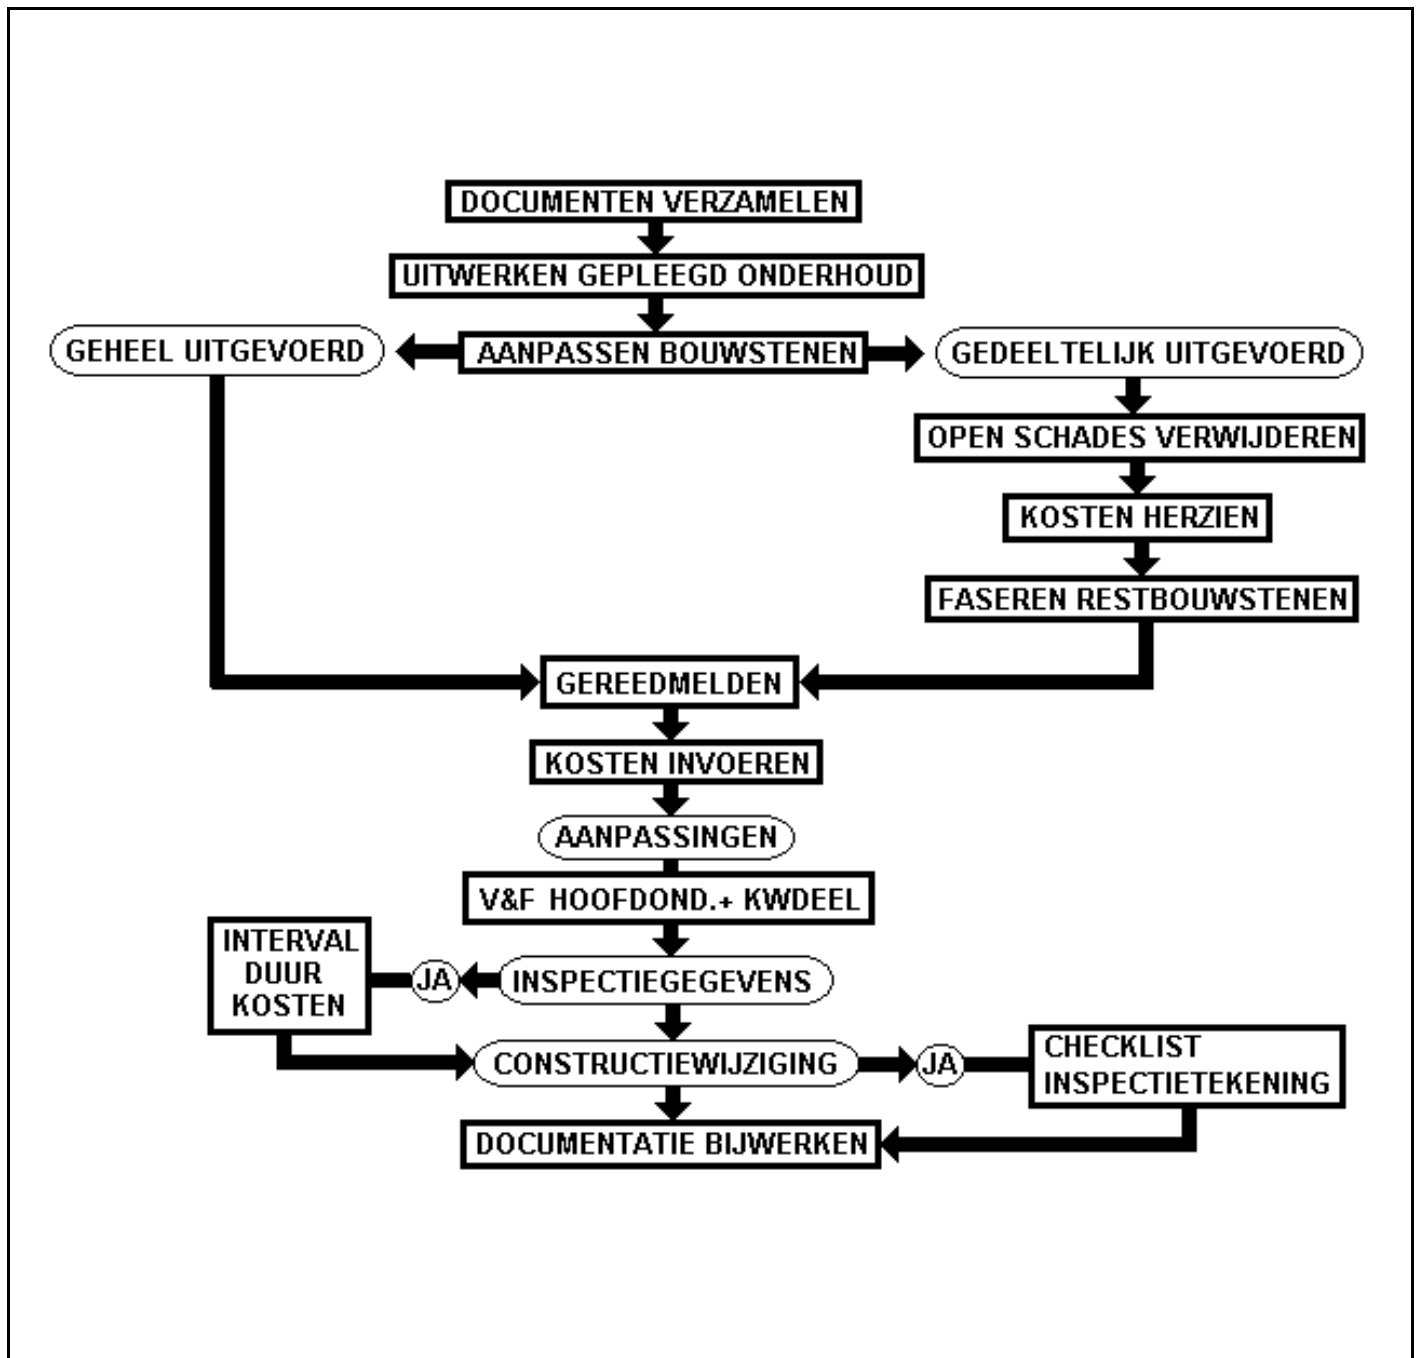 DOCUMENTEN VERZAMELEN
UITWERKEN GEPLEEGD ONDERHOUD
GEHEEL UITGEVOERD
AANPASSEN BOUWSTENEN
GEDEELTELIJK UITGEVOERD
OPEN SCHADES VERWIJDEREN
KOSTEN HERZIEN
FASEREN RESTBOUWSTENEN
GEREEDMELDEN
KOSTEN INVOEREN
AANPASSINGEN
V&F HOOFDOND.+ KWDEEL
INTERVAL
DUUR
KOSTEN
JA
INSPECTIEGEGEVENS
CONSTRUCTIEWIJZIGING
JA
CHECKLIST
INSPECTIETEKENING
DOCUMENTATIE BIJWERKEN